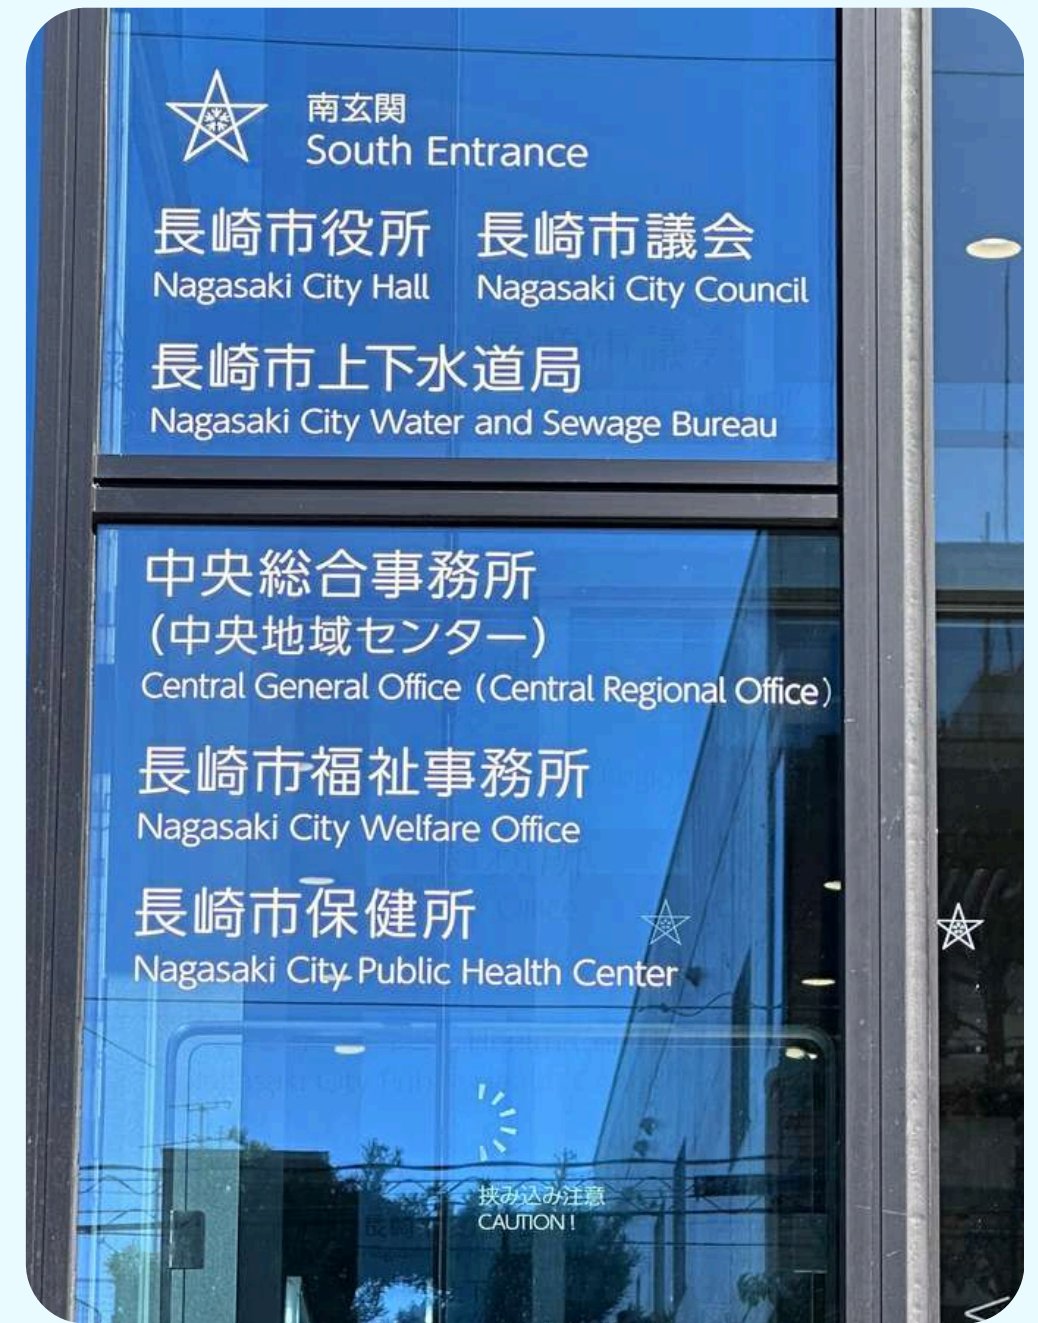 南玄関
South Entrance
長崎市役所 長崎市議会
Nagasaki City Hall Nagasaki City Council
長崎市上下水道局
Nagasaki City Water and Sewage Bureau
中央総合事務所
(中央地域センター)
Central General Office (Central Regional Office)
長崎市福祉事務所
Nagasaki City Welfare Office
長崎市保健所
Nagasaki City Public Health Center
挟み込み注意
CAUTION!